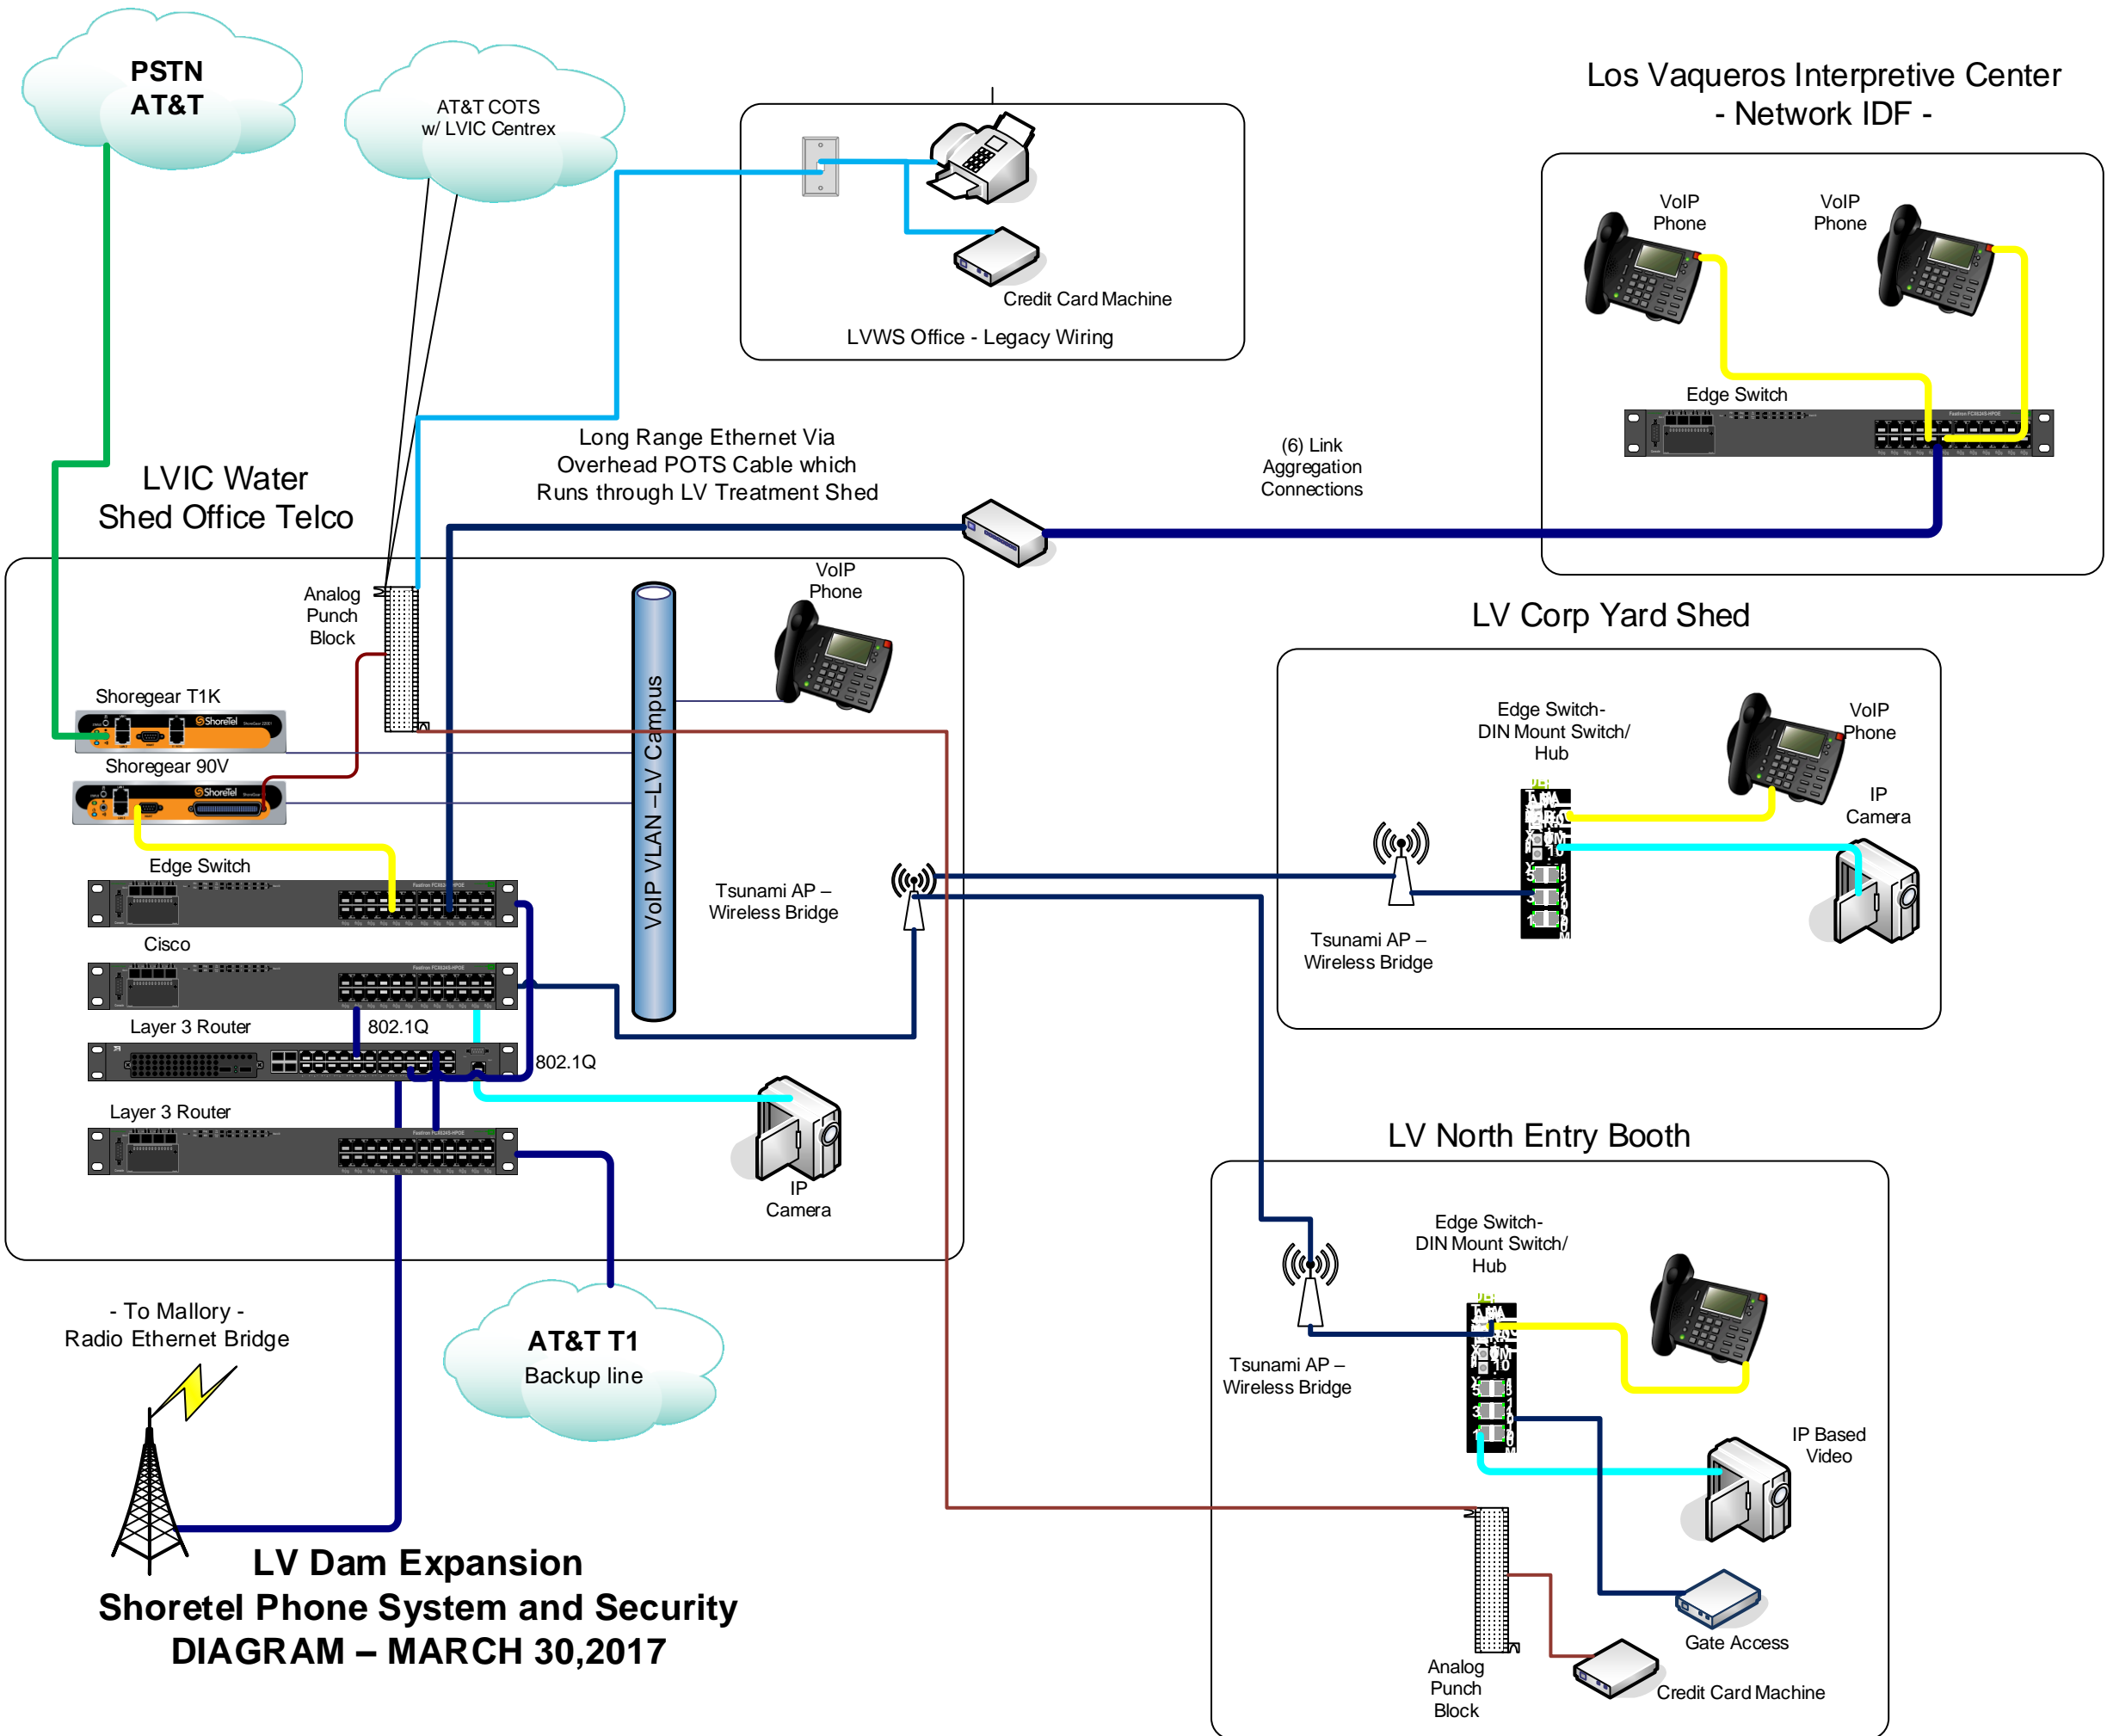 PSTN
AT&T
AT&T COTS
w/ LVIC Centrex
Credit Card Machine
LVWS Office - Legacy Wiring
Los Vaqueros Interpretive Center
- Network IDF -
VoIP
Phone
VoIP
Phone
Edge Switch
Long Range Ethernet Via
Overhead POTS Cable which
Runs through LV Treatment Shed
(6) Link
Aggregation
Connections
LVIC Water
Shed Office Telco
Analog
Punch
Block
VoIP
Phone
Shoregear T1K
ShoreTel
Shoregear 90V
ShoreTel
VoIP VLAN –LV Campus
Edge Switch
Cisco
Layer 3 Router
802.1Q
802.1Q
Layer 3 Router
Tsunami AP –
Wireless Bridge
IP
Camera
LV Corp Yard Shed
Edge Switch-
DIN Mount Switch/
Hub
VoIP
Phone
IP
Camera
Tsunami AP –
Wireless Bridge
LV North Entry Booth
Edge Switch-
DIN Mount Switch/
Hub
Tsunami AP –
Wireless Bridge
IP Based
Video
Gate Access
Analog
Punch
Block
Credit Card Machine
- To Mallory -
Radio Ethernet Bridge
AT&T T1
Backup line
LV Dam Expansion
Shoretel Phone System and Security
DIAGRAM – MARCH 30,2017